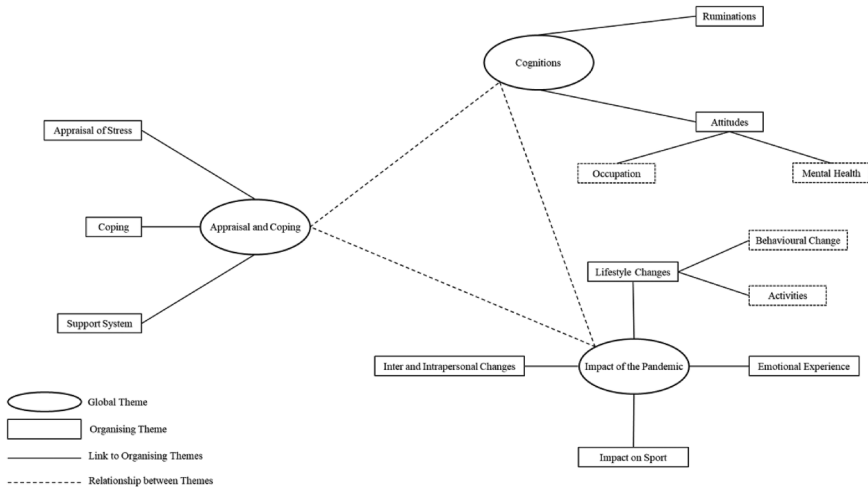 Ruminations
Cognitions
Appraisal of Stress
Attitudes
Occupation
Mental Health
Coping
Appraisal and Coping
Behavioural Change
Lifestyle Changes
Activities
Support System
Inter and Intrapersonal Changes
Impact of the Pandemic
Emotional Experience
Global Theme
Organising Theme
Link to Organising Themes
Impact on Sport
Relationship between Themes